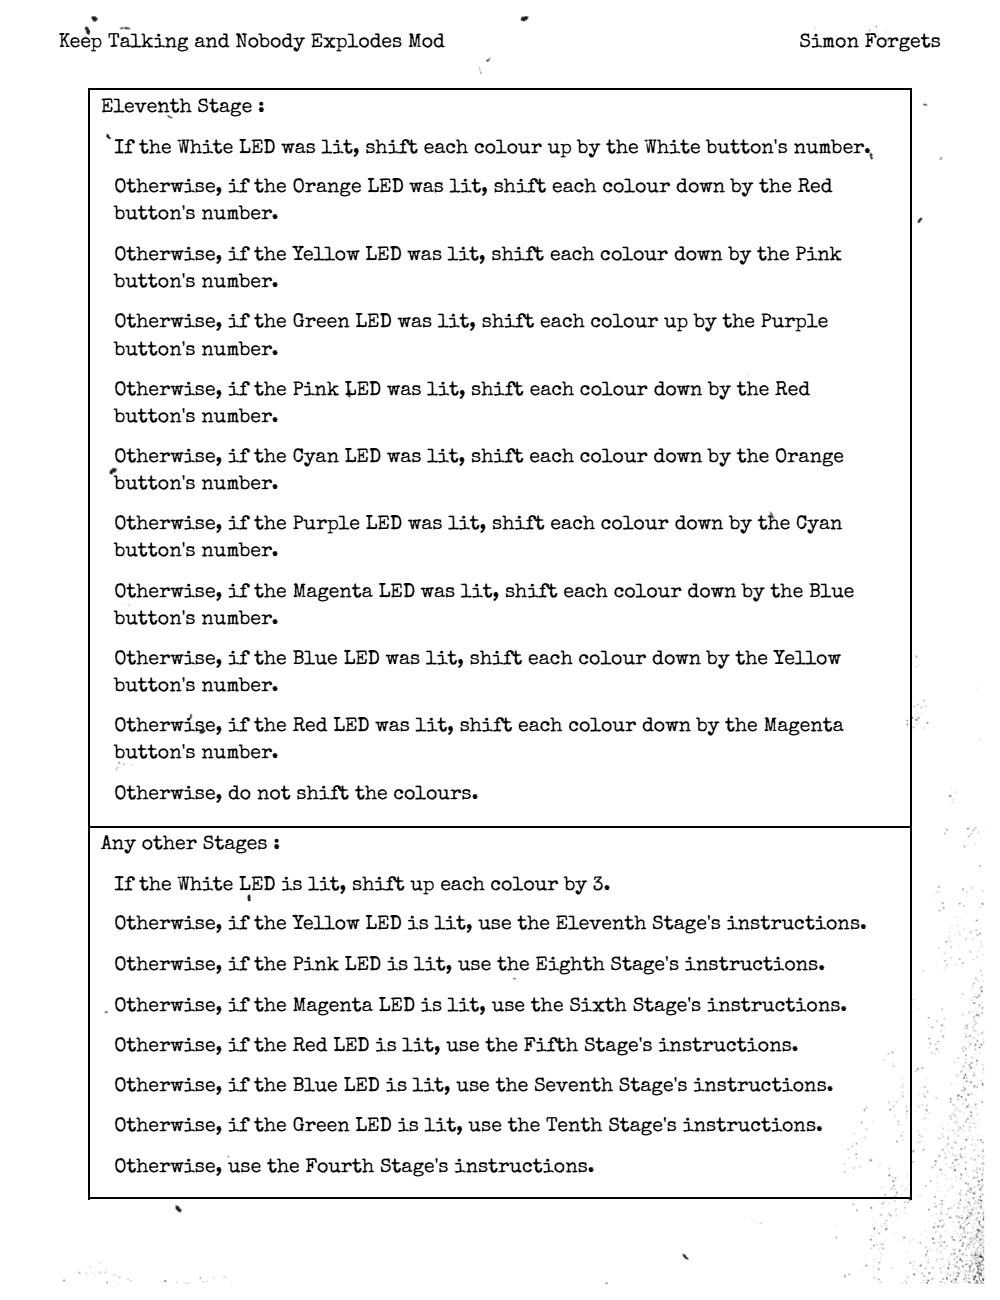 Keep Talking and Nobody Explodes Mod
Simon Forgets
Eleventh Stage :
If the White LED was lit, shift each colour up by the White button's number.
Otherwise, if the Orange LED was lit, shift each colour down by the Red
button's number.
Otherwise, if the Yellow LED was lit, shift each colour down by the Pink
button's number.
Otherwise, if the Green LED was lit, shift each colour up by the Purple
button's number.
Otherwise, if the Pink LED was lit, shift each colour down by the Red
button's number.
Otherwise, if the Cyan LED was lit, shift each colour down by the Orange
button's number.
Otherwise, if the Purple LED was lit, shift each colour down by the Cyan
button's number.
Otherwise, if the Magenta LED was lit, shift each colour down by the Blue
button's number.
Otherwise, if the Blue LED was lit, shift each colour down by the Yellow
button's number.
Otherwise, if the Red LED was lit, shift each colour down by the Magenta
button's number.
Otherwise, do not shift the colours.
Any other Stages :
If the White LED is lit, shift up each colour by 3.
Otherwise, if the Yellow LED is lit, use the Eleventh Stage's instructions.
Otherwise, if the Pink LED is lit, use the Eighth Stage's instructions.
Otherwise, if the Magenta LED is lit, use the Sixth Stage's instructions.
Otherwise, if the Red LED is lit, use the Fifth Stage's instructions.
Otherwise, if the Blue LED is lit, use the Seventh Stage's instructions.
Otherwise, if the Green LED is lit, use the Tenth Stage's instructions.
Otherwise, use the Fourth Stage's instructions.